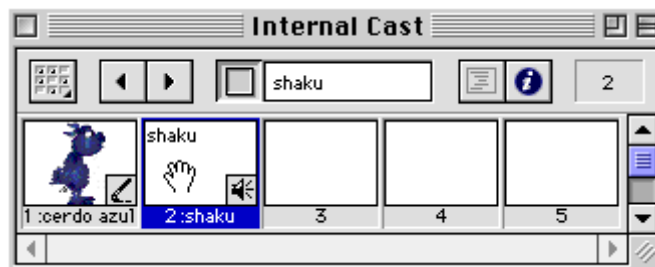 Internal Cast
shaku
2
shaku
1 :cerdo azul
2 :shaku
3
4
5